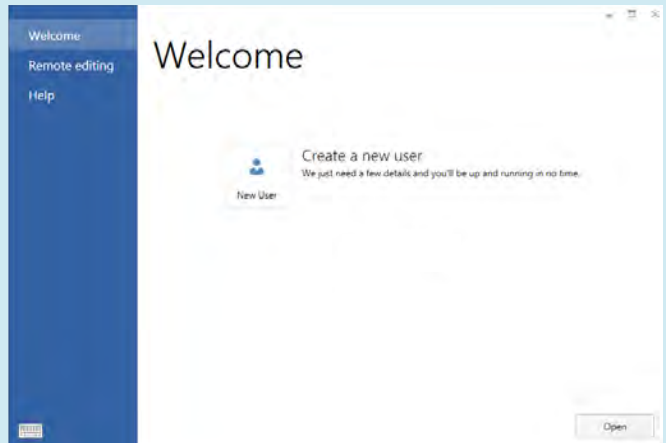 Welcome
Remote editing
Help
Welcome
Create a new user
We just need a few details and you'll be up and running in no time.
New User
Open